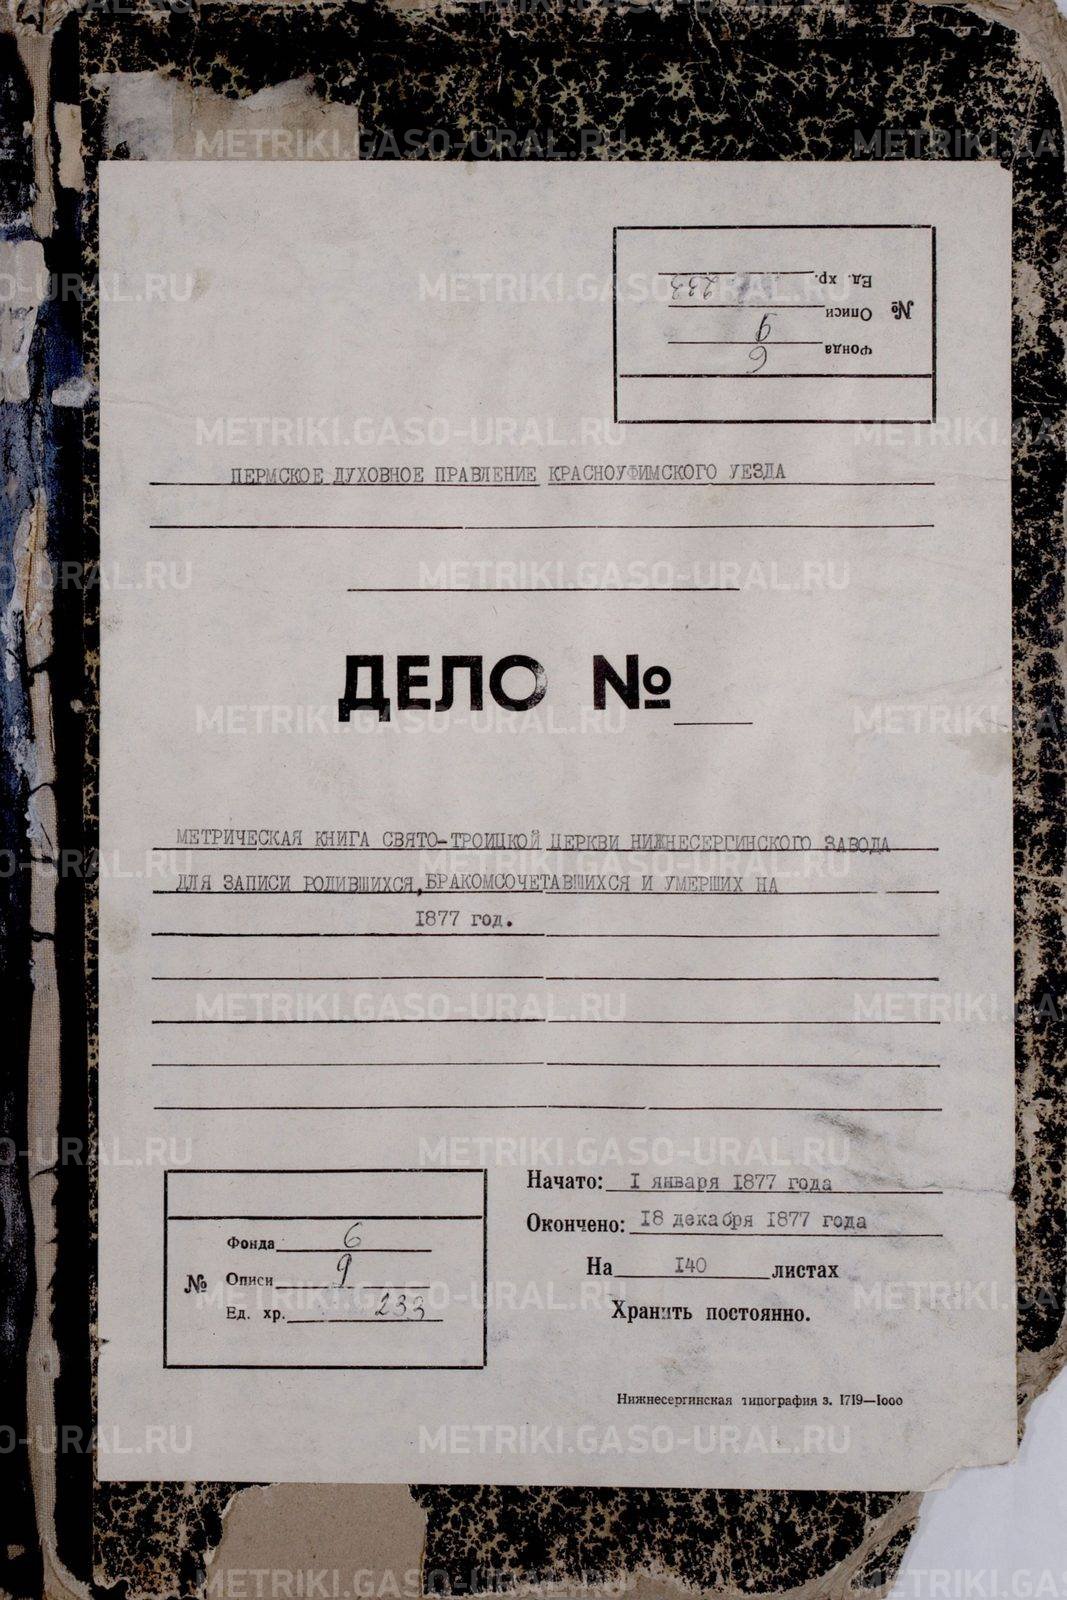 №
Фонда 6
Описи 9
Ед. хр. 233
ПЕРМСКОЕ ДУХОВНОЕ ПРАВЛЕНИЕ КРАСНОУФИМСКОГО УЕЗДА
ДЕЛО №
МЕТРИЧЕСКАЯ КНИГА СВЯТО-ТРОИЦКОЙ ЦЕРКВИ НИЖНЕСЕРГИНСКОГО ЗАВОДА
ДЛЯ ЗАПИСИ РОДИВШИХСЯ,БРАКОМСОЧЕТАВШИХСЯ И УМЕРШИХ НА
1877 год.
Начато: I января 1877 года
Окончено: 18 декабря 1877 года
На 140 листах
Хранить постоянно.
№
Фонда 6
Описи 9
Ед. хр. 233
Нижнесергинская типография з. 1719—1000
METRIKI.GASO-URAL.RU